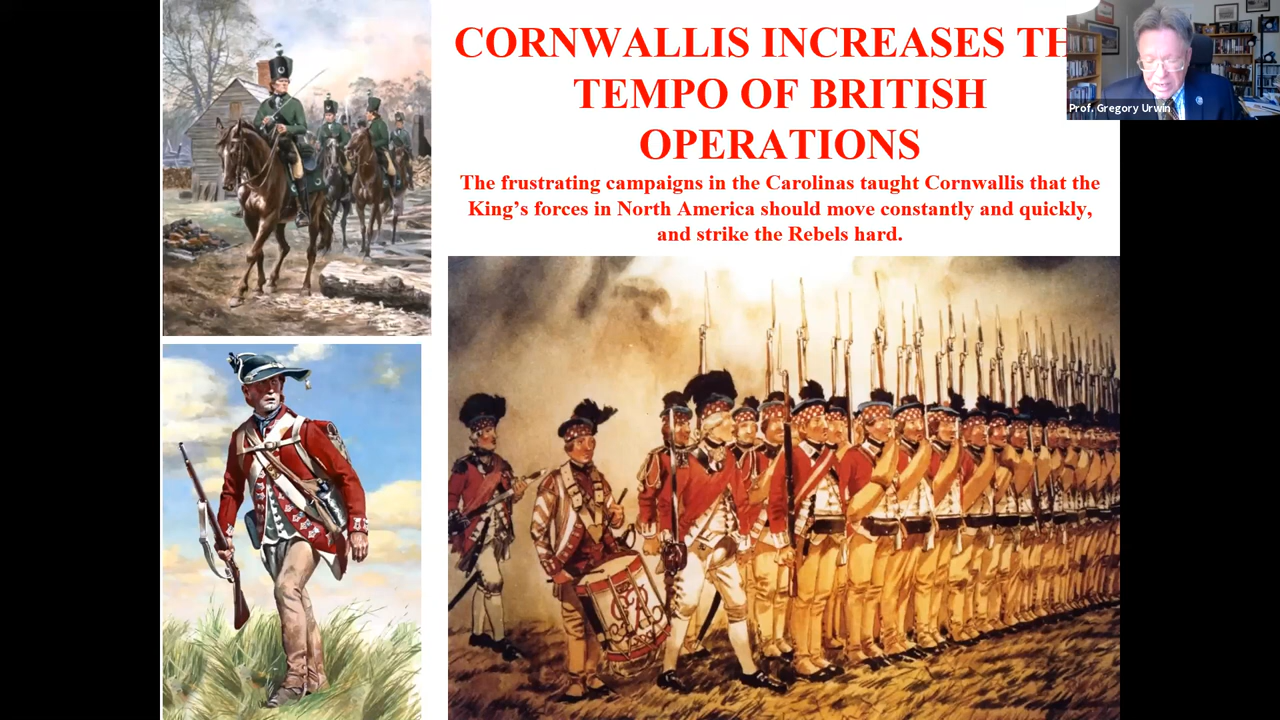 CORNWALLIS INCREASES TH
TEMPO OF BRITISH
OPERATIONS
The frustrating campaigns in the Carolinas taught Cornwallis that the
King's forces in North America should move constantly and quickly,
and strike the Rebels hard.
Prof. Gregory Urwin